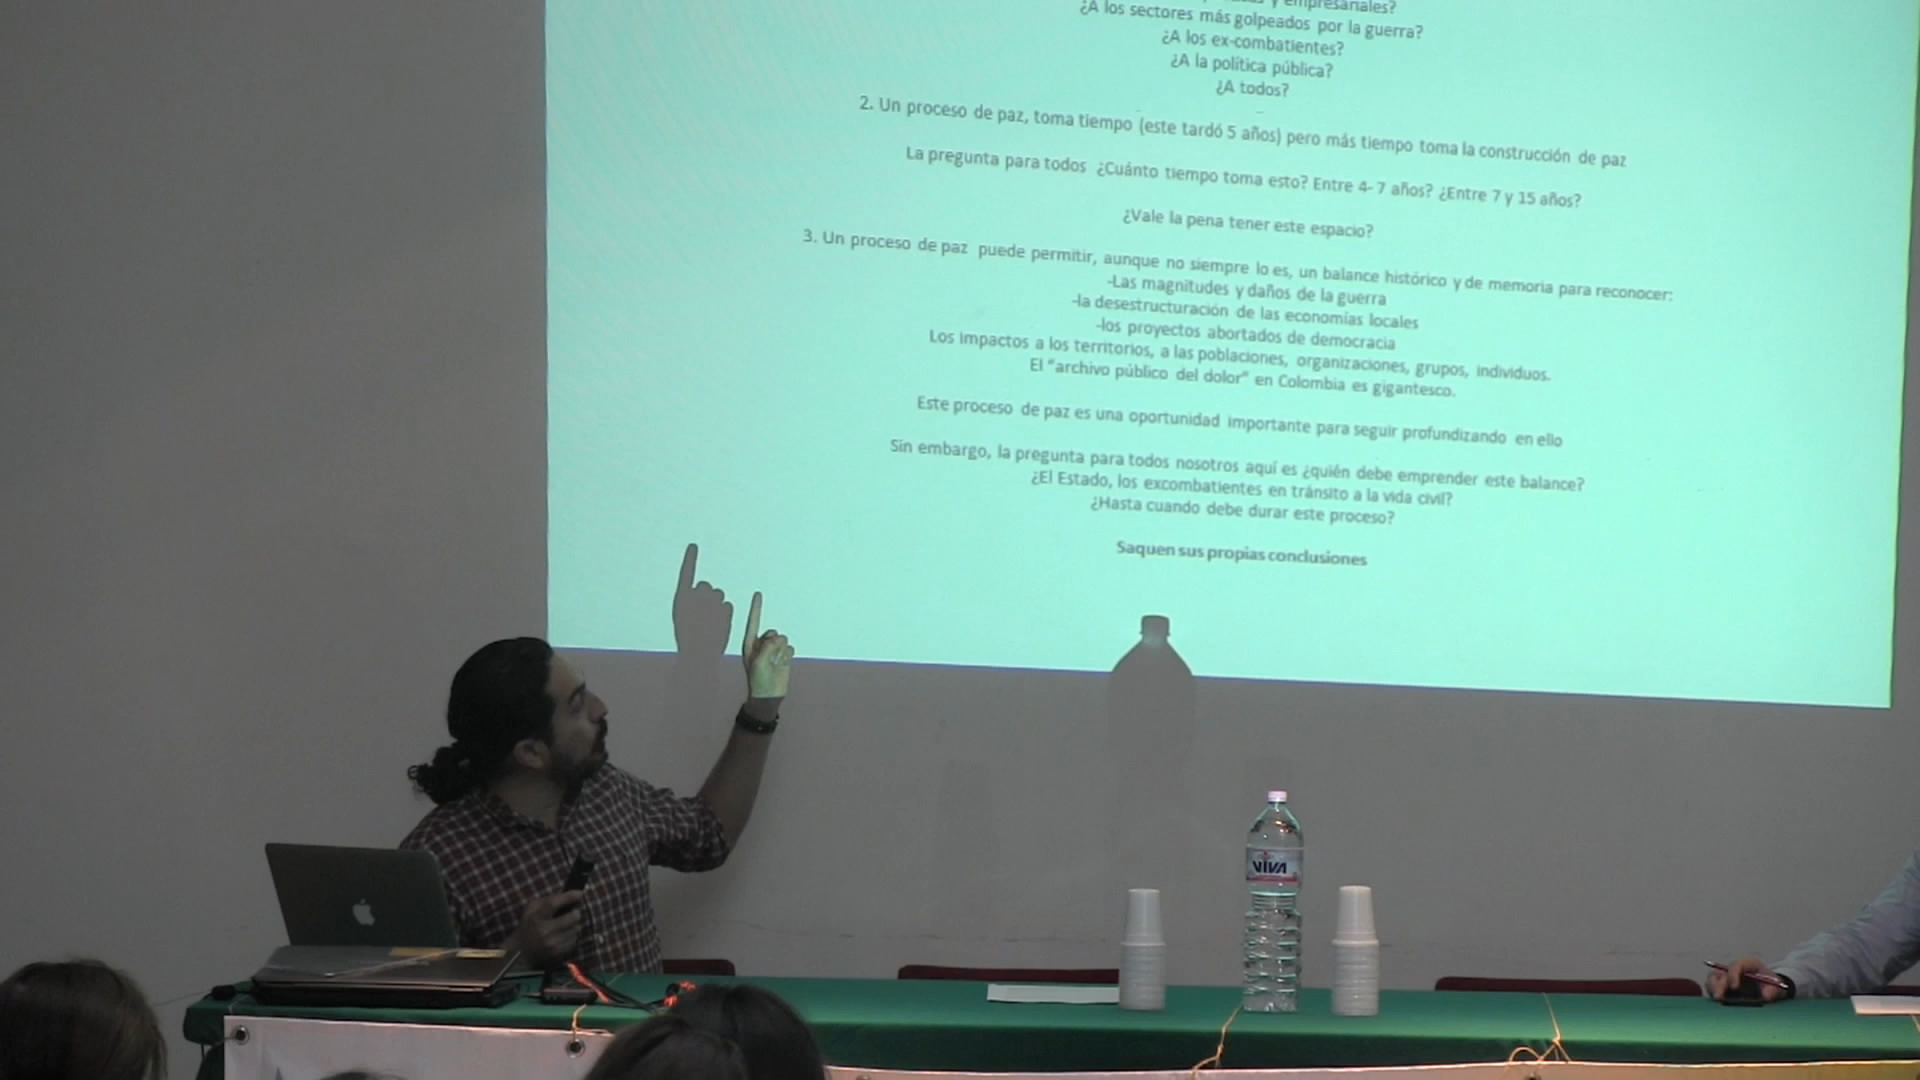 y empresariales?
¿A los sectores más golpeados por la guerra?
¿A los ex-combatientes?
¿A la política pública?
¿A todos?
2. Un proceso de paz, toma tiempo (este tardó 5 años) pero más tiempo toma la construcción de paz
La pregunta para todos ¿Cuánto tiempo toma esto? Entre 4- 7 años? ¿Entre 7 y 15 años?
¿Vale la pena tener este espacio?
3. Un proceso de paz puede permitir, aunque no siempre lo es, un balance histórico y de memoria para reconocer:
-Las magnitudes y daños de la guerra
-la desestructuración de las economías locales
-los proyectos abortados de democracia
Los impactos a los territorios, a las poblaciones, organizaciones, grupos, individuos.
El "archivo público del dolor" en Colombia es gigantesco.
Este proceso de paz es una oportunidad importante para seguir profundizando en ello
Sin embargo, la pregunta para todos nosotros aquí es ¿quién debe emprender este balance?
¿El Estado, los excombatientes en tránsito a la vida civil?
¿Hasta cuando debe durar este proceso?
Saquen sus propias conclusiones
VIVA